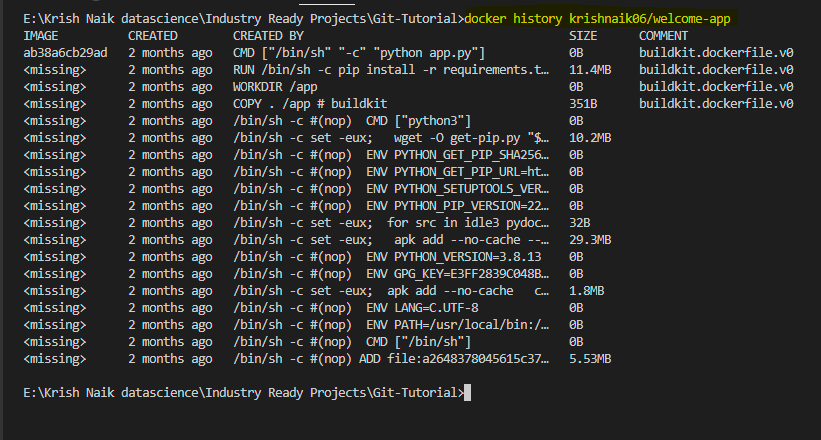 E:\Krish Naik datascience\Industry Ready Projects\Git-Tutorial>docker history krishnaik06/welcome-app
IMAGE CREATED CREATED BY SIZE COMMENT
ab38a6cb29ad 2 months ago CMD ["/bin/sh" "-c" "python app.py"] 0B buildkit.dockerfile.v0
<missing> 2 months ago RUN /bin/sh -c pip install -r requirements.t… 11.4MB buildkit.dockerfile.v0
<missing> 2 months ago WORKDIR /app 0B buildkit.dockerfile.v0
<missing> 2 months ago COPY . /app # buildkit 351B buildkit.dockerfile.v0
<missing> 2 months ago /bin/sh -c #(nop) CMD ["python3"] 0B
<missing> 2 months ago /bin/sh -c set -eux; wget -O get-pip.py "$… 10.2MB
<missing> 2 months ago /bin/sh -c #(nop) ENV PYTHON_GET_PIP_SHA256… 0B
<missing> 2 months ago /bin/sh -c #(nop) ENV PYTHON_GET_PIP_URL=ht… 0B
<missing> 2 months ago /bin/sh -c #(nop) ENV PYTHON_SETUPTOOLS_VER… 0B
<missing> 2 months ago /bin/sh -c #(nop) ENV PYTHON_PIP_VERSION=22… 0B
<missing> 2 months ago /bin/sh -c set -eux; for src in idle3 pydoc… 32B
<missing> 2 months ago /bin/sh -c set -eux; apk add --no-cache --… 29.3MB
<missing> 2 months ago /bin/sh -c #(nop) ENV PYTHON_VERSION=3.8.13 0B
<missing> 2 months ago /bin/sh -c #(nop) ENV GPG_KEY=E3FF2839C048B… 0B
<missing> 2 months ago /bin/sh -c set -eux; apk add --no-cache c… 1.8MB
<missing> 2 months ago /bin/sh -c #(nop) ENV LANG=C.UTF-8 0B
<missing> 2 months ago /bin/sh -c #(nop) ENV PATH=/usr/local/bin:/… 0B
<missing> 2 months ago /bin/sh -c #(nop) CMD ["/bin/sh"] 0B
<missing> 2 months ago /bin/sh -c #(nop) ADD file:a2648378045615c37… 5.53MB
E:\Krish Naik datascience\Industry Ready Projects\Git-Tutorial>